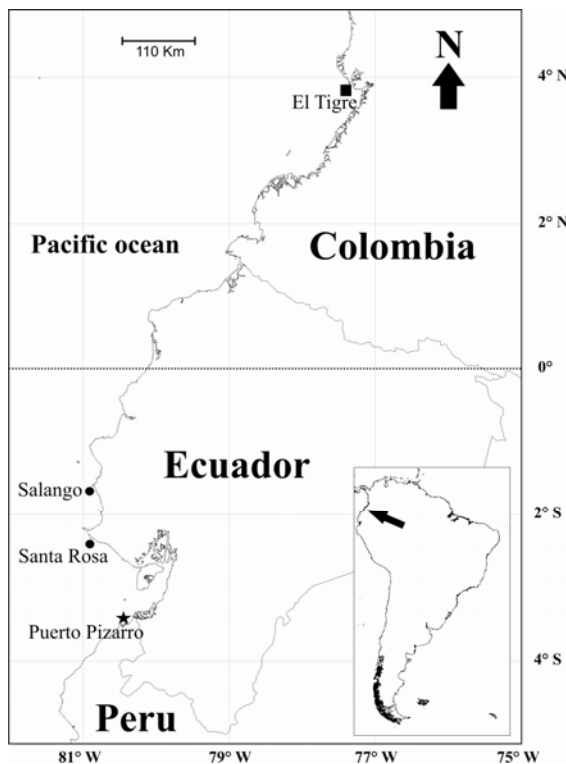 110 Km
N
4° N
El Tigre
2° N
Pacific ocean
Colombia
0°
Ecuador
Salango
2° S
Santa Rosa
Puerto Pizarro
4° S
Peru
81° W
79° W
77° W
75° W